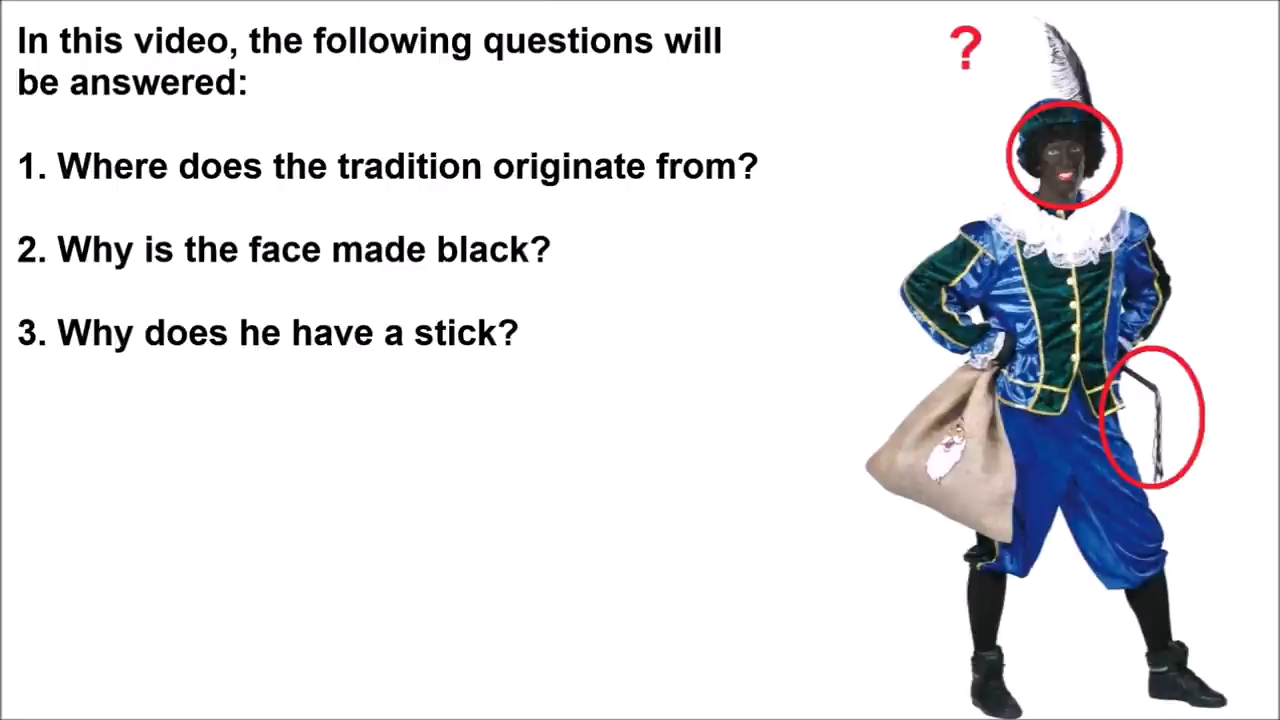 In this video, the following questions will
be answered:
?
1. Where does the tradition originate from?
2. Why is the face made black?
3. Why does he have a stick?